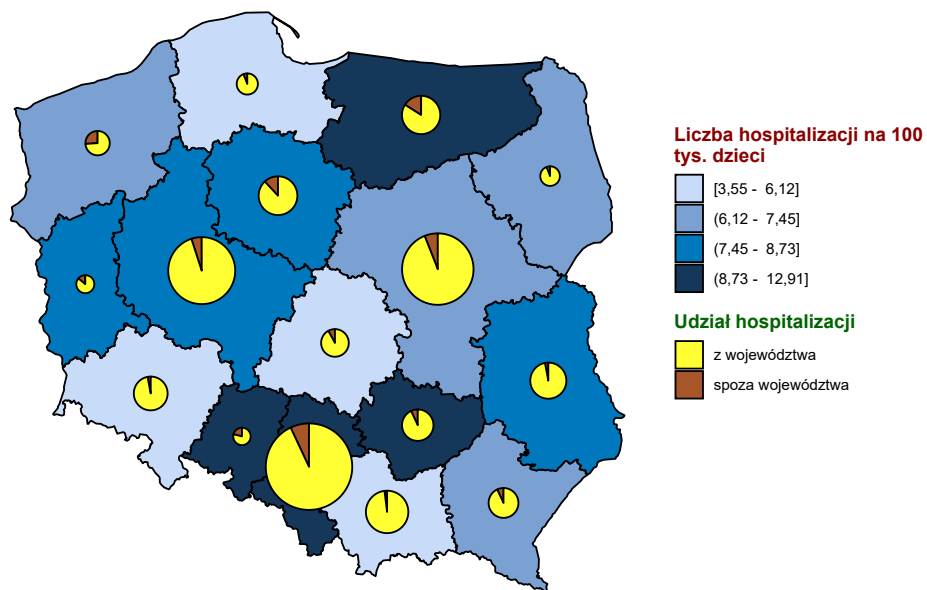 Liczba hospitalizacji na 100
tys. dzieci
[3,55 - 6,12]
(6,12 - 7,45]
(7,45 - 8,73]
(8,73 - 12,91]
Udział hospitalizacji
z województwa
spoza województwa